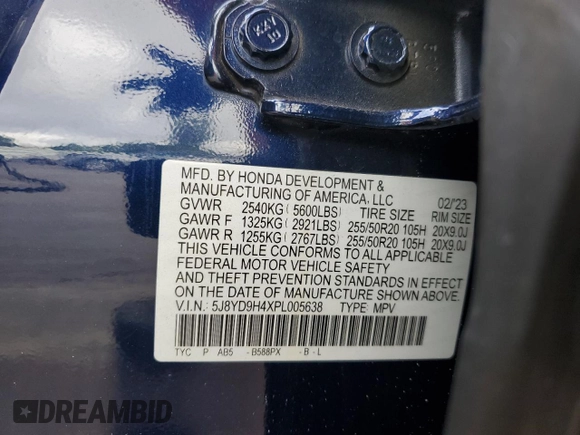 MFD. BY HONDA DEVELOPMENT &
MANUFACTURING OF AMERICA, LLC 02/'23
GVWR 2540KG (5600LBS) TIRE SIZE RIM SIZE
GAWR F 1325KG (2921LBS) 255/50R20 105H 20X9.0J
GAWR R 1255KG (2767LBS) 255/50R20 105H 20X9.0J
THIS VEHICLE CONFORMS TO ALL APPLICABLE
FEDERAL MOTOR VEHICLE SAFETY
AND THEFT PREVENTION STANDARDS IN EFFECT
ON THE DATE OF MANUFACTURE SHOWN ABOVE.
V.I.N.: 5J8YD9H4XPL005638 TYPE MPV
TYC P AB5 -B588PX -B-L
DREAMBID